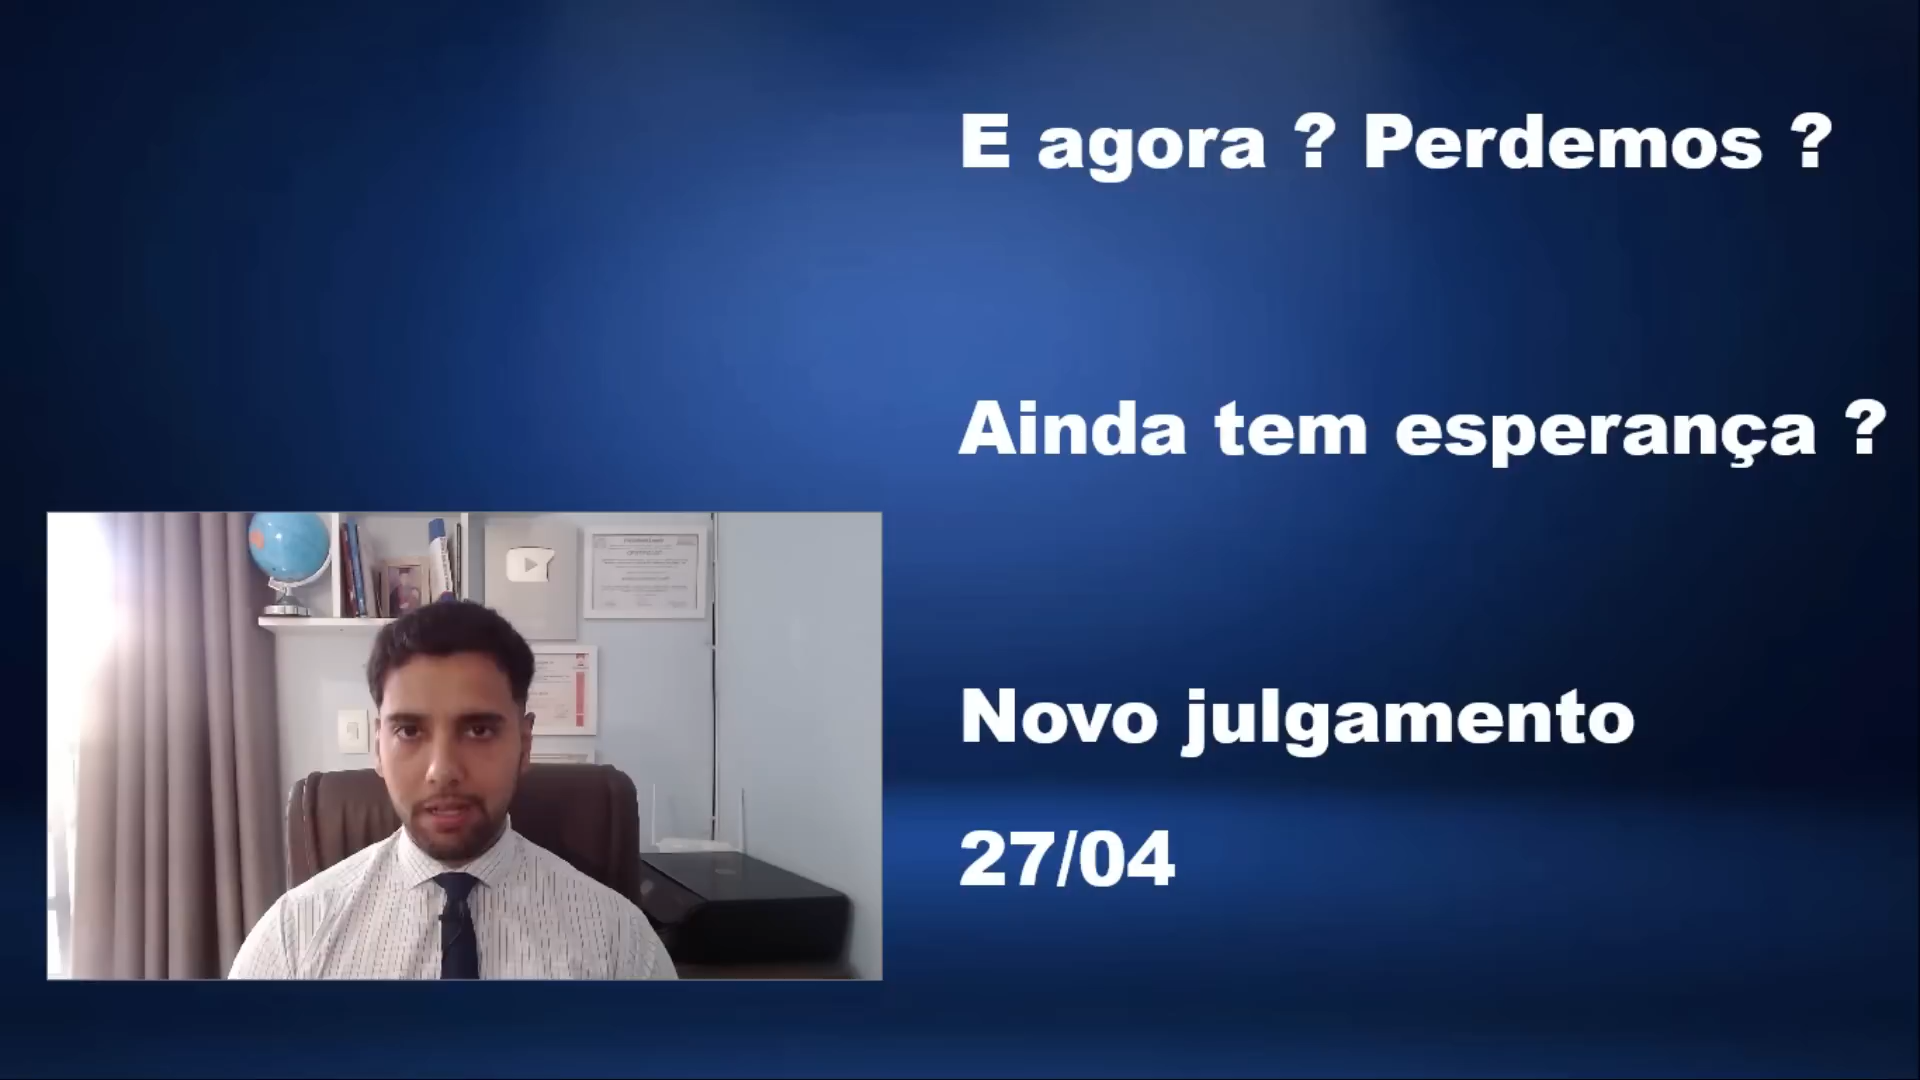 E agora ? Perdemos ?
Ainda tem esperança ?
Novo julgamento
27/04